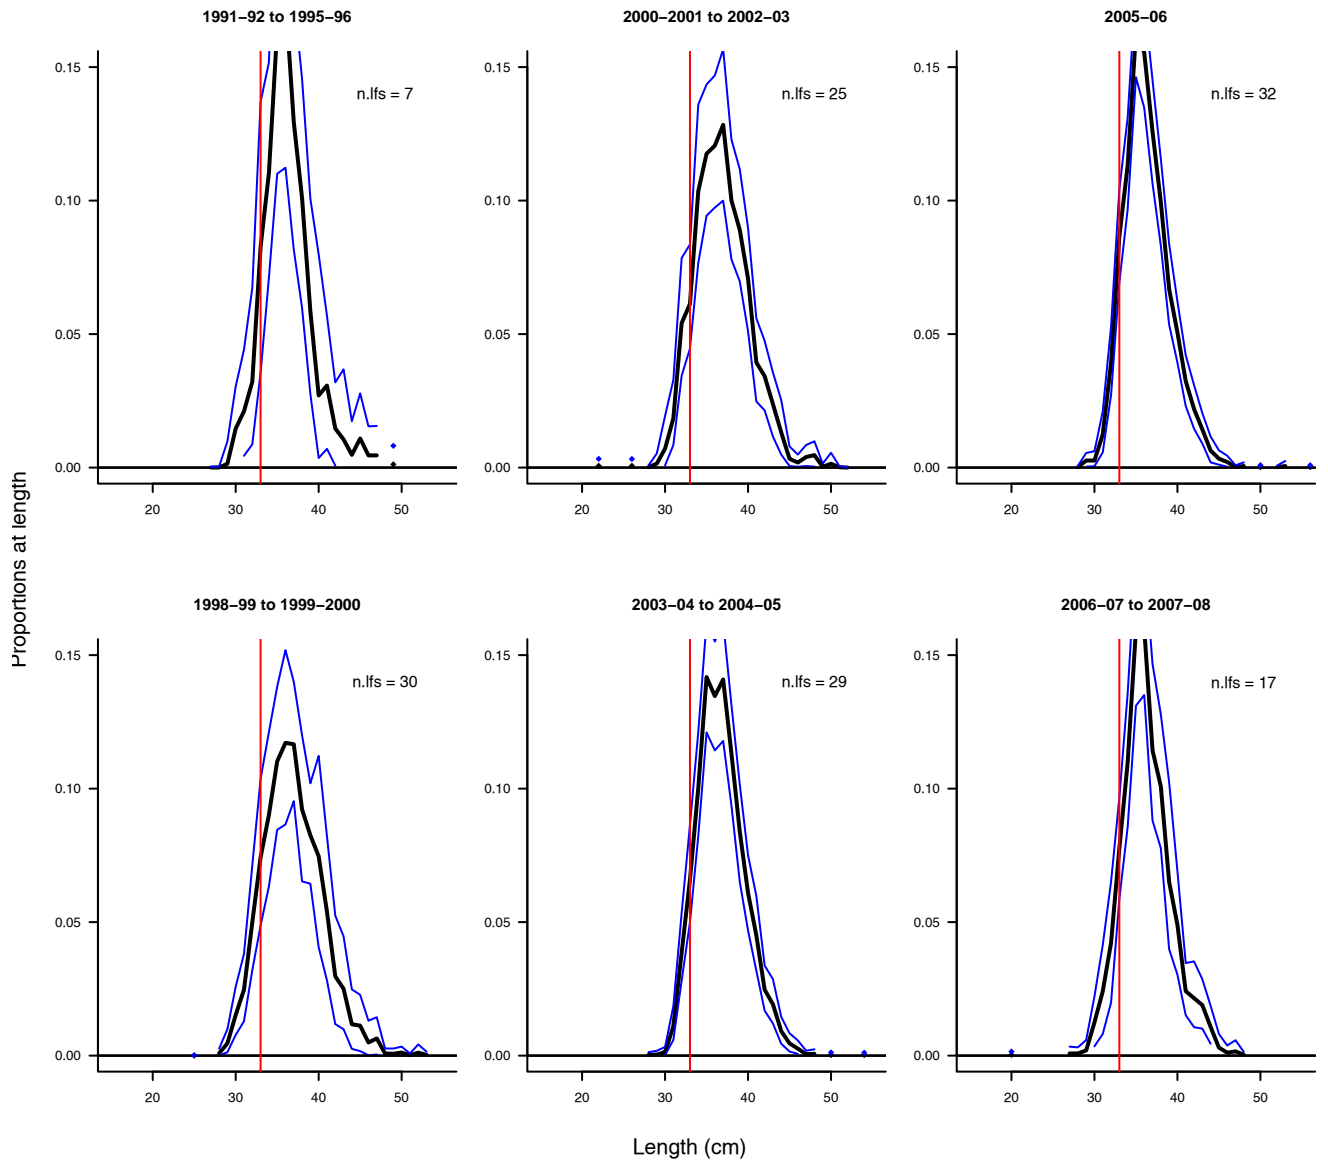 1991–92 to 1995–96
2000–2001 to 2002–03
2005–06
0.15
0.10
0.05
0.00
n.lfs = 7
20 30 40 50
0.15
0.10
0.05
0.00
n.lfs = 25
20 30 40 50
0.15
0.10
0.05
0.00
n.lfs = 32
20 30 40 50
Proportions at length
1998–99 to 1999–2000
2003–04 to 2004–05
2006–07 to 2007–08
0.15
0.10
0.05
0.00
n.lfs = 30
20 30 40 50
0.15
0.10
0.05
0.00
n.lfs = 29
20 30 40 50
0.15
0.10
0.05
0.00
n.lfs = 17
20 30 40 50
Length (cm)